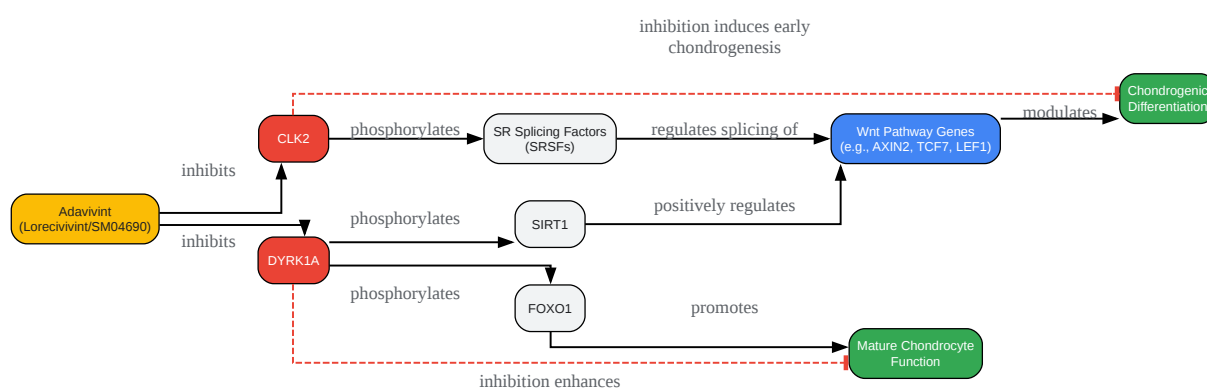 inhibition induces early
chondrogenesis
Chondrogenic
Differentiation
modulates
CLK2
phosphorylates
SR Splicing Factors
(SRSFs)
regulates splicing of
Wnt Pathway Genes
(e.g., AXIN2, TCF7, LEF1)
inhibits
Adavivint
(Lorecivivint/SM04690)
phosphorylates
SIRT1
positively regulates
inhibits
DYRK1A
phosphorylates
FOXO1
promotes
Mature Chondrocyte
Function
inhibition enhances